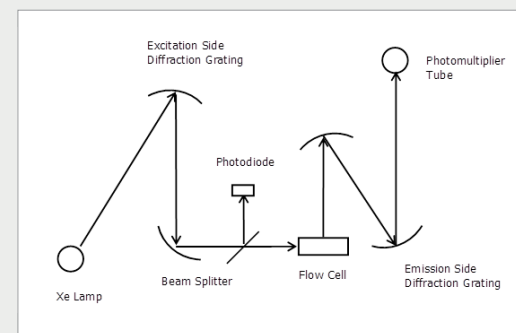 Excitation Side
Diffraction Grating
Photomultiplier
Tube
Photodiode
Xe Lamp
Beam Splitter
Flow Cell
Emission Side
Diffraction Grating